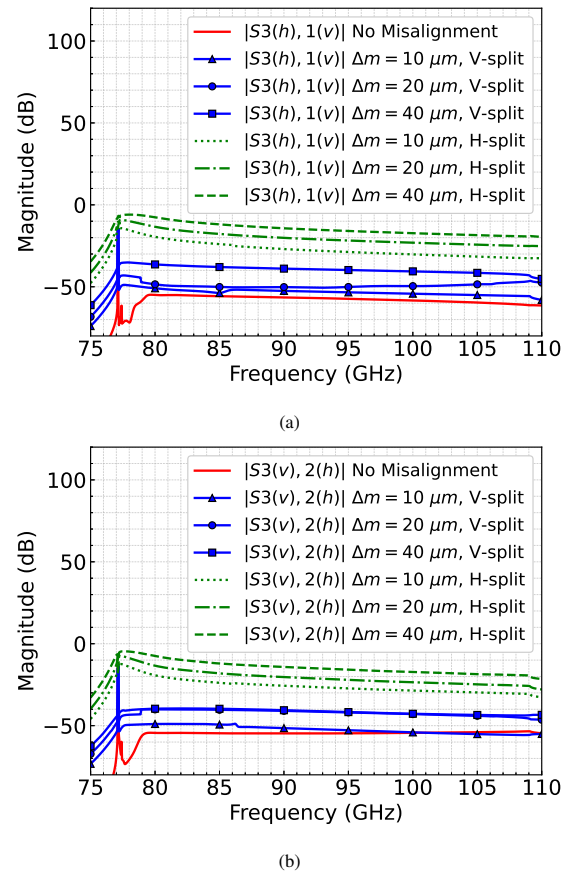 100
50
0
−50
Magnitude (dB)
|S3(h), 1(v)| No Misalignment
|S3(h), 1(v)| Δm = 10 μm, V-split
|S3(h), 1(v)| Δm = 20 μm, V-split
|S3(h), 1(v)| Δm = 40 μm, V-split
|S3(h), 1(v)| Δm = 10 μm, H-split
|S3(h), 1(v)| Δm = 20 μm, H-split
|S3(h), 1(v)| Δm = 40 μm, H-split
75 80 85 90 95 100 105 110
Frequency (GHz)
(a)
100
50
0
−50
Magnitude (dB)
|S3(v), 2(h)| No Misalignment
|S3(v), 2(h)| Δm = 10 μm, V-split
|S3(v), 2(h)| Δm = 20 μm, V-split
|S3(v), 2(h)| Δm = 40 μm, V-split
|S3(v), 2(h)| Δm = 10 μm, H-split
|S3(v), 2(h)| Δm = 20 μm, H-split
|S3(v), 2(h)| Δm = 40 μm, H-split
75 80 85 90 95 100 105 110
Frequency (GHz)
(b)